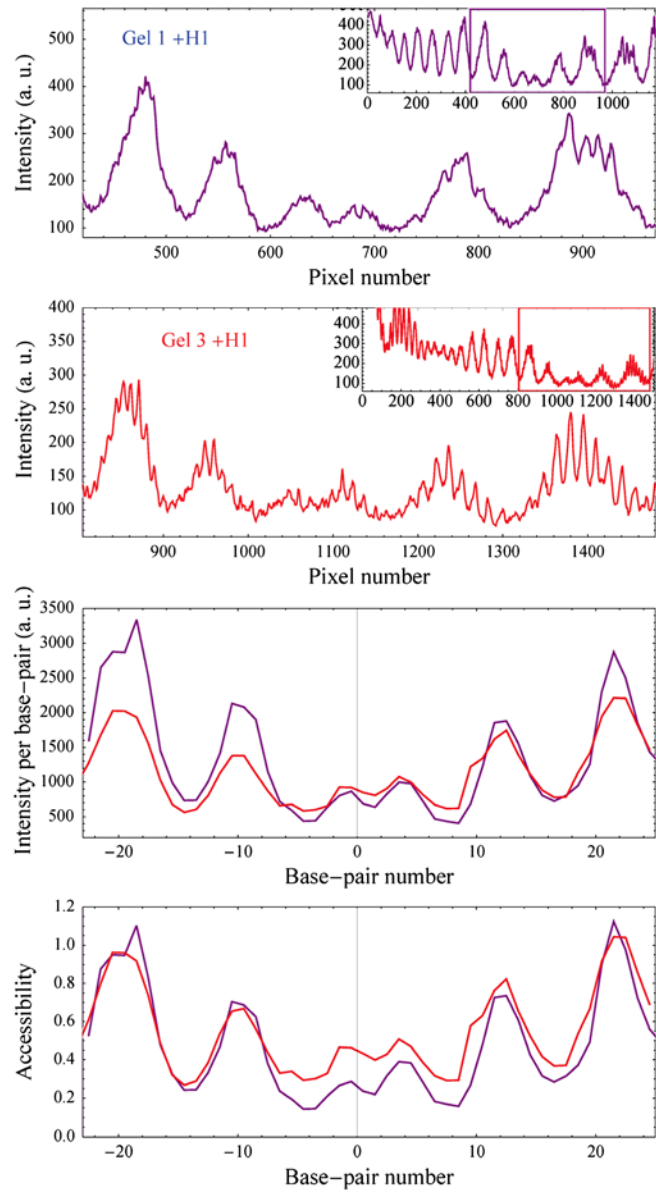 Gel 1 +H1
Intensity (a. u.)
500
400
300
200
100
400
300
200
100
0 200 400 600 800 1000
500 600 700 800 900
Pixel number
Gel 3 +H1
Intensity (a. u.)
400
350
300
250
200
150
100
400
300
200
100
0 200 400 600 800 1000 1200 1400
900 1000 1100 1200 1300 1400
Pixel number
Intensity per base-pair (a. u.)
3500
3000
2500
2000
1500
1000
500
−20 −10 0 10 20
Base−pair number
Accessibility
1.2
1.0
0.8
0.6
0.4
0.2
0.0
−20 −10 0 10 20
Base−pair number